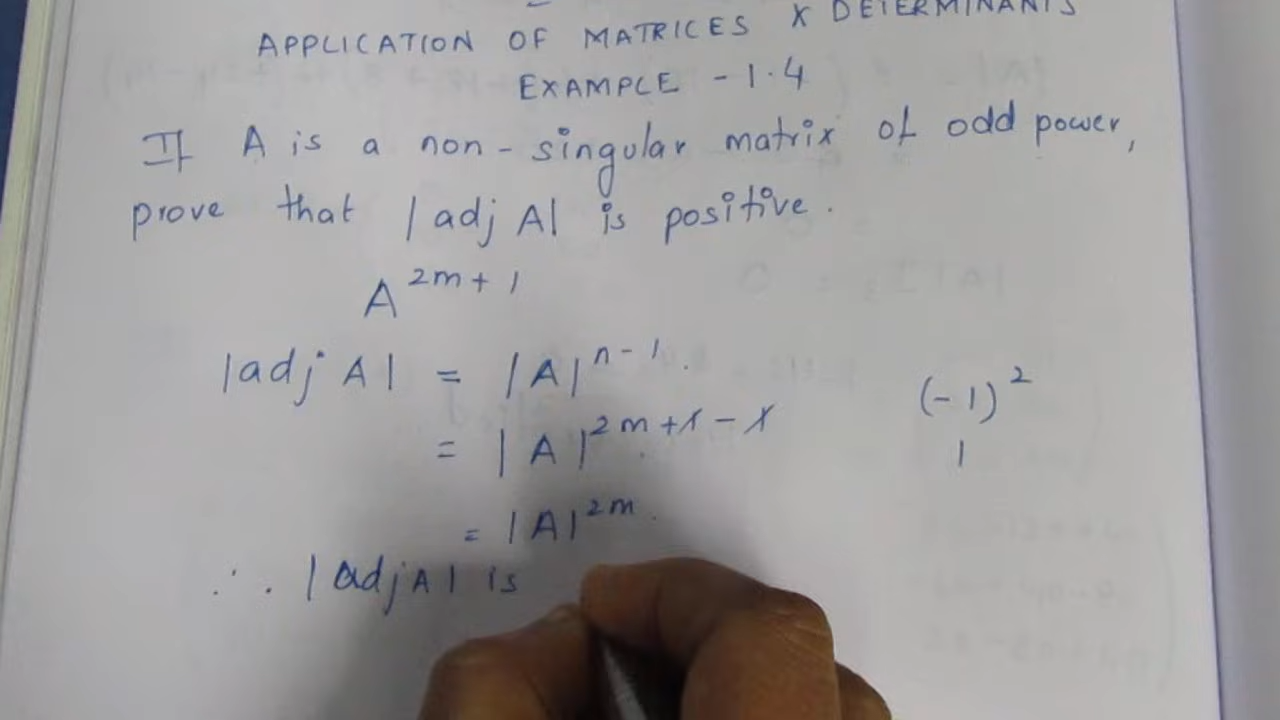 APPLICATION OF MATRICES & DETERMINANTS
EXAMPLE - 1.4
If A is a non-singular matrix of odd power,
prove that |adj A| is positive.
A^{2m+1}
|adj A| = |A|^{n-1}.
= |A|^{2m+1-1}
(-1)^2
1
= |A|^{2m}.
∴ |adj A| is